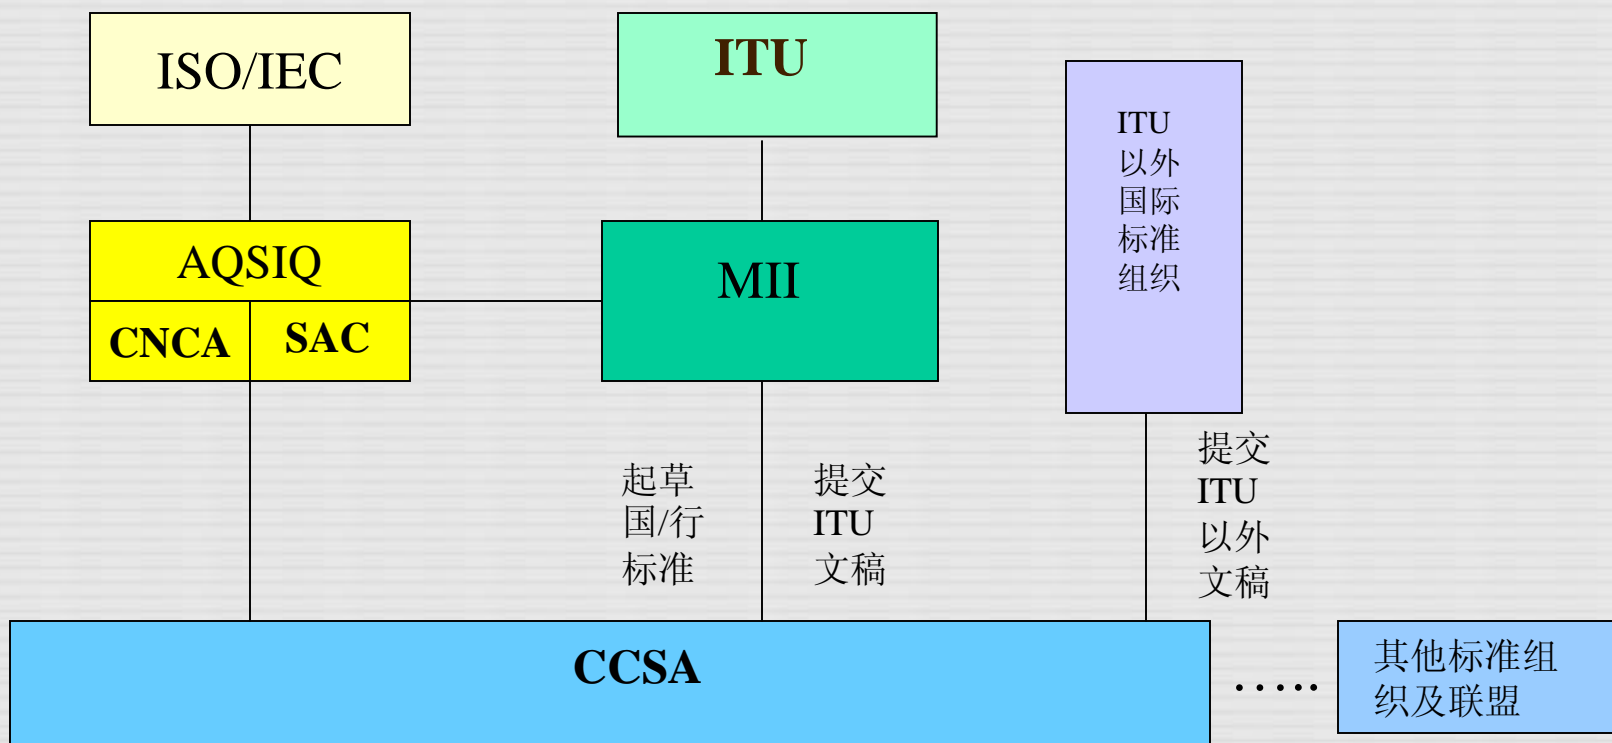 ISO/IEC
ITU
ITU
以外
国际
标准
组织
AQSIQ
CNCA
SAC
MII
起草
国/行
标准
提交
ITU
文稿
提交
ITU
以外
文稿
CCSA
.....
其他标准组
织及联盟